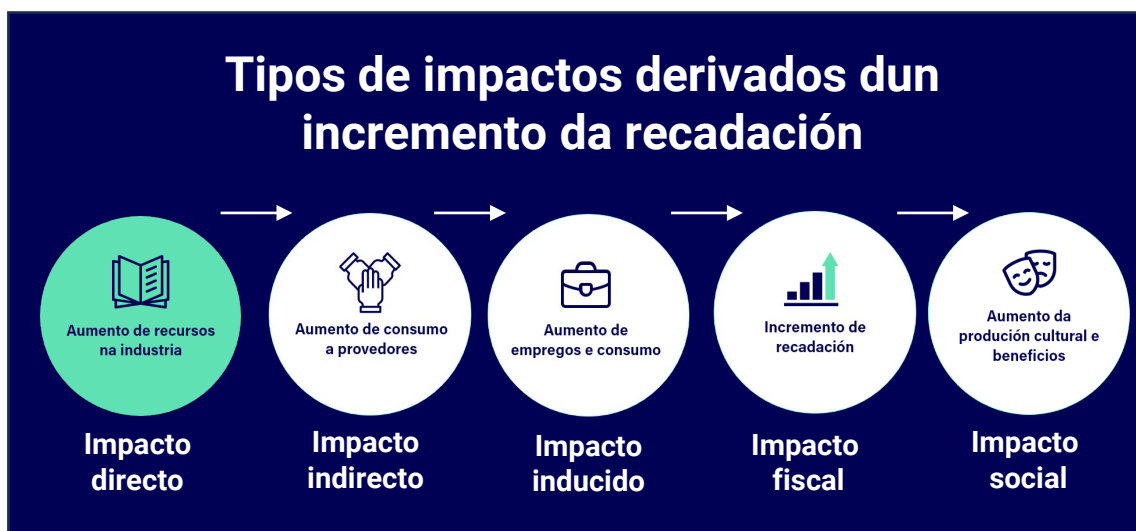 Tipos de impactos derivados dun
incremento da recadación
Aumento de recursos
na industria
Impacto
directo
Aumento de consumo
a provedores
Impacto
indirecto
Aumento de
empregos e consumo
Impacto
inducido
Incremento de
recadación
Impacto
fiscal
Aumento da
produción cultural e
beneficios
Impacto
social